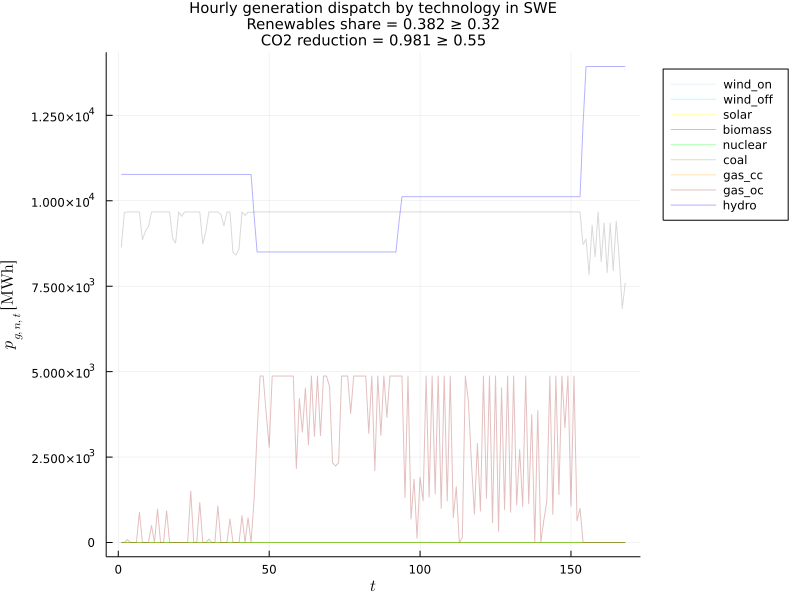 Hourly generation dispatch by technology in SWE
Renewables share = 0.382 ≥ 0.32
CO2 reduction = 0.981 ≥ 0.55
1.250×10⁴
1.000×10⁴
7.500×10³
5.000×10³
2.500×10³
0
p_{g,n,t} [MWh]
0 50 100 150
t
wind_on
wind_off
solar
biomass
nuclear
coal
gas_cc
gas_oc
hydro